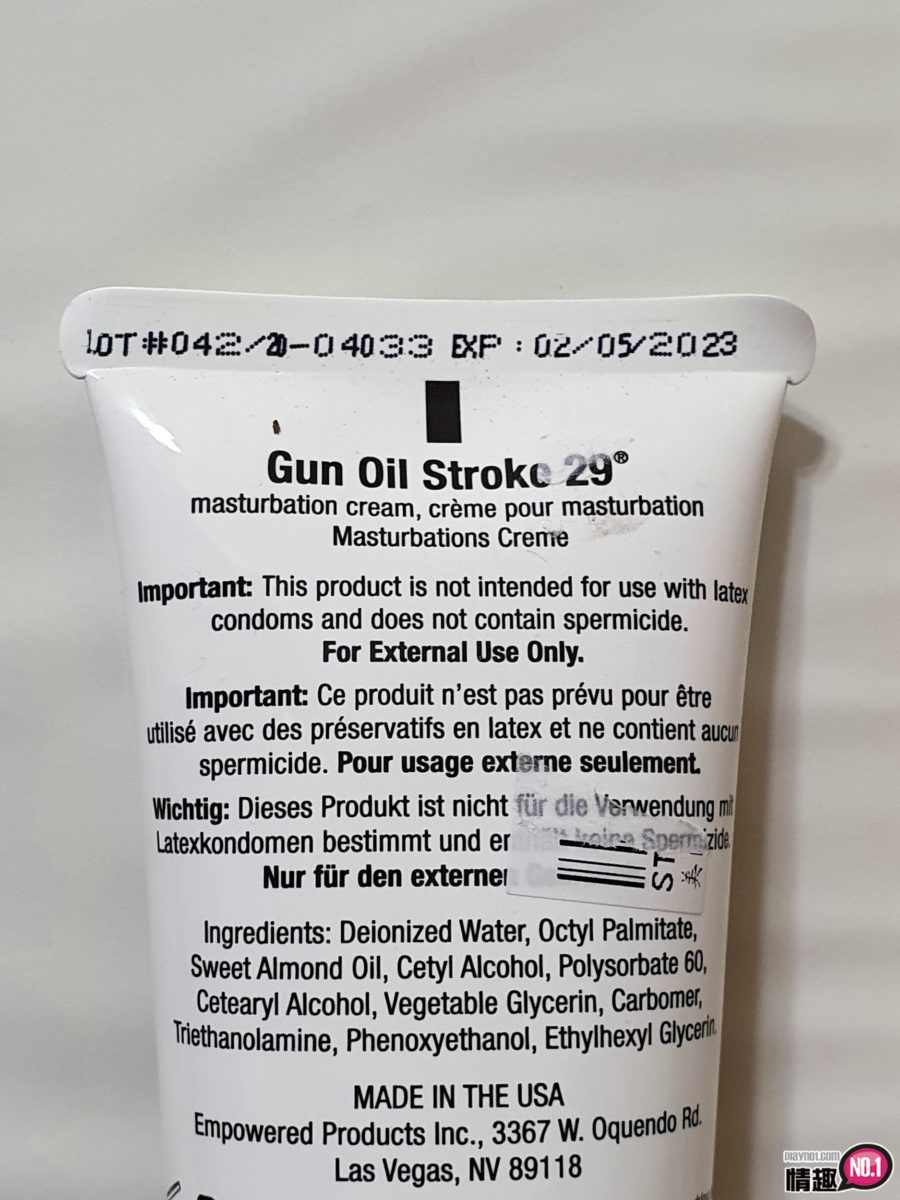 LOT#042/20-04033 EXP : 02/05/2023
Gun Oil Stroke 29®
masturbation cream, crème pour masturbation
Masturbations Creme
Important: This product is not intended for use with latex
condoms and does not contain spermicide.
For External Use Only.
Important: Ce produit n'est pas prévu pour être
utilisé avec des préservatifs en latex et ne contient aucun
spermicide. Pour usage externe seulement.
Wichtig: Dieses Produkt ist nicht für die Verwendung mit
Latexkondomen bestimmt und keine Spermizide.
Nur für den externen
ST
Ingredients: Deionized Water, Octyl Palmitate,
Sweet Almond Oil, Cetyl Alcohol, Polysorbate 60,
Cetearyl Alcohol, Vegetable Glycerin, Carbomer,
Triethanolamine, Phenoxyethanol, Ethylhexyl Glycerin.
MADE IN THE USA
Empowered Products Inc., 3367 W. Oquendo Rd.
Las Vegas, NV 89118
playno1.com
情趣 NO.1